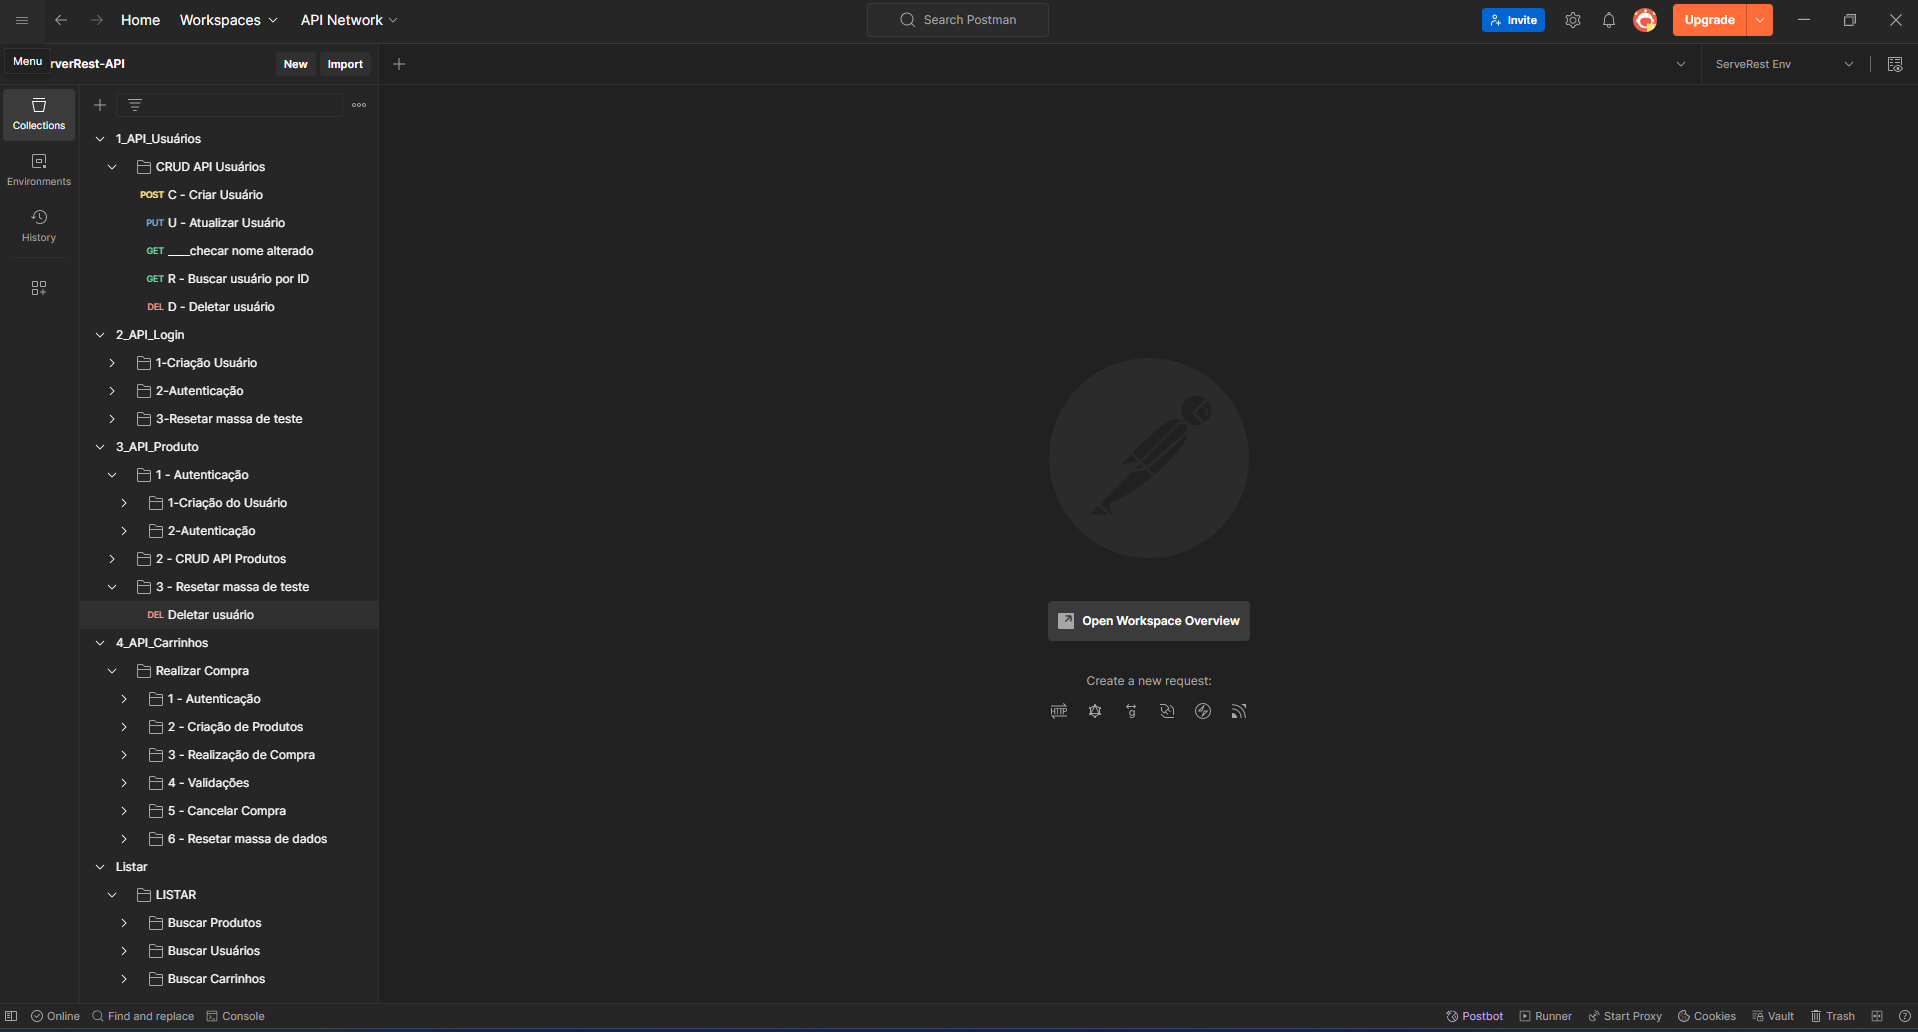 Home Workspaces API Network Search Postman Invite Upgrade
Menu rverRest-API New Import ServeRest Env
Collections
Environments
History
1_API_Usuários
CRUD API Usuários
POST C - Criar Usuário
PUT U - Atualizar Usuário
GET ____checar nome alterado
GET R - Buscar usuário por ID
DEL D - Deletar usuário
2_API_Login
1-Criação Usuário
2-Autenticação
3-Resetar massa de teste
3_API_Produto
1 - Autenticação
1-Criação do Usuário
2-Autenticação
2 - CRUD API Produtos
3 - Resetar massa de teste
DEL Deletar usuário
4_API_Carrinhos
Realizar Compra
1 - Autenticação
2 - Criação de Produtos
3 - Realização de Compra
4 - Validações
5 - Cancelar Compra
6 - Resetar massa de dados
Listar
LISTAR
Buscar Produtos
Buscar Usuários
Buscar Carrinhos
Open Workspace Overview
Create a new request:
HTTP g
Online Find and replace Console Postbot Runner Start Proxy Cookies Vault Trash